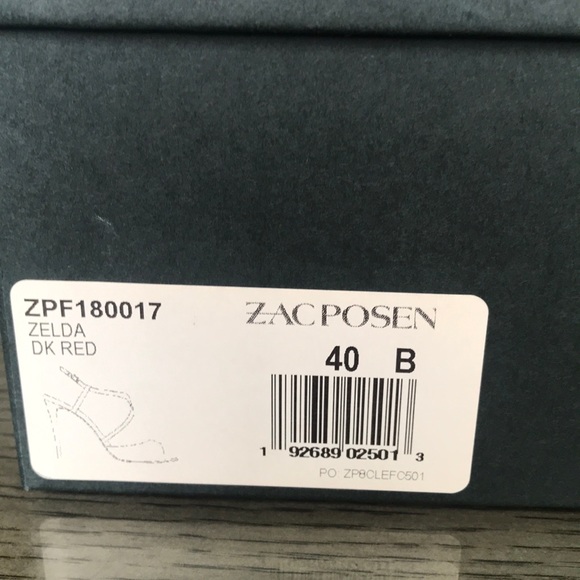 ZPF180017
ZELDA
DK RED
ZAC POSEN
40 B
1 92689 02501 3
PO: ZP8CLEFC501